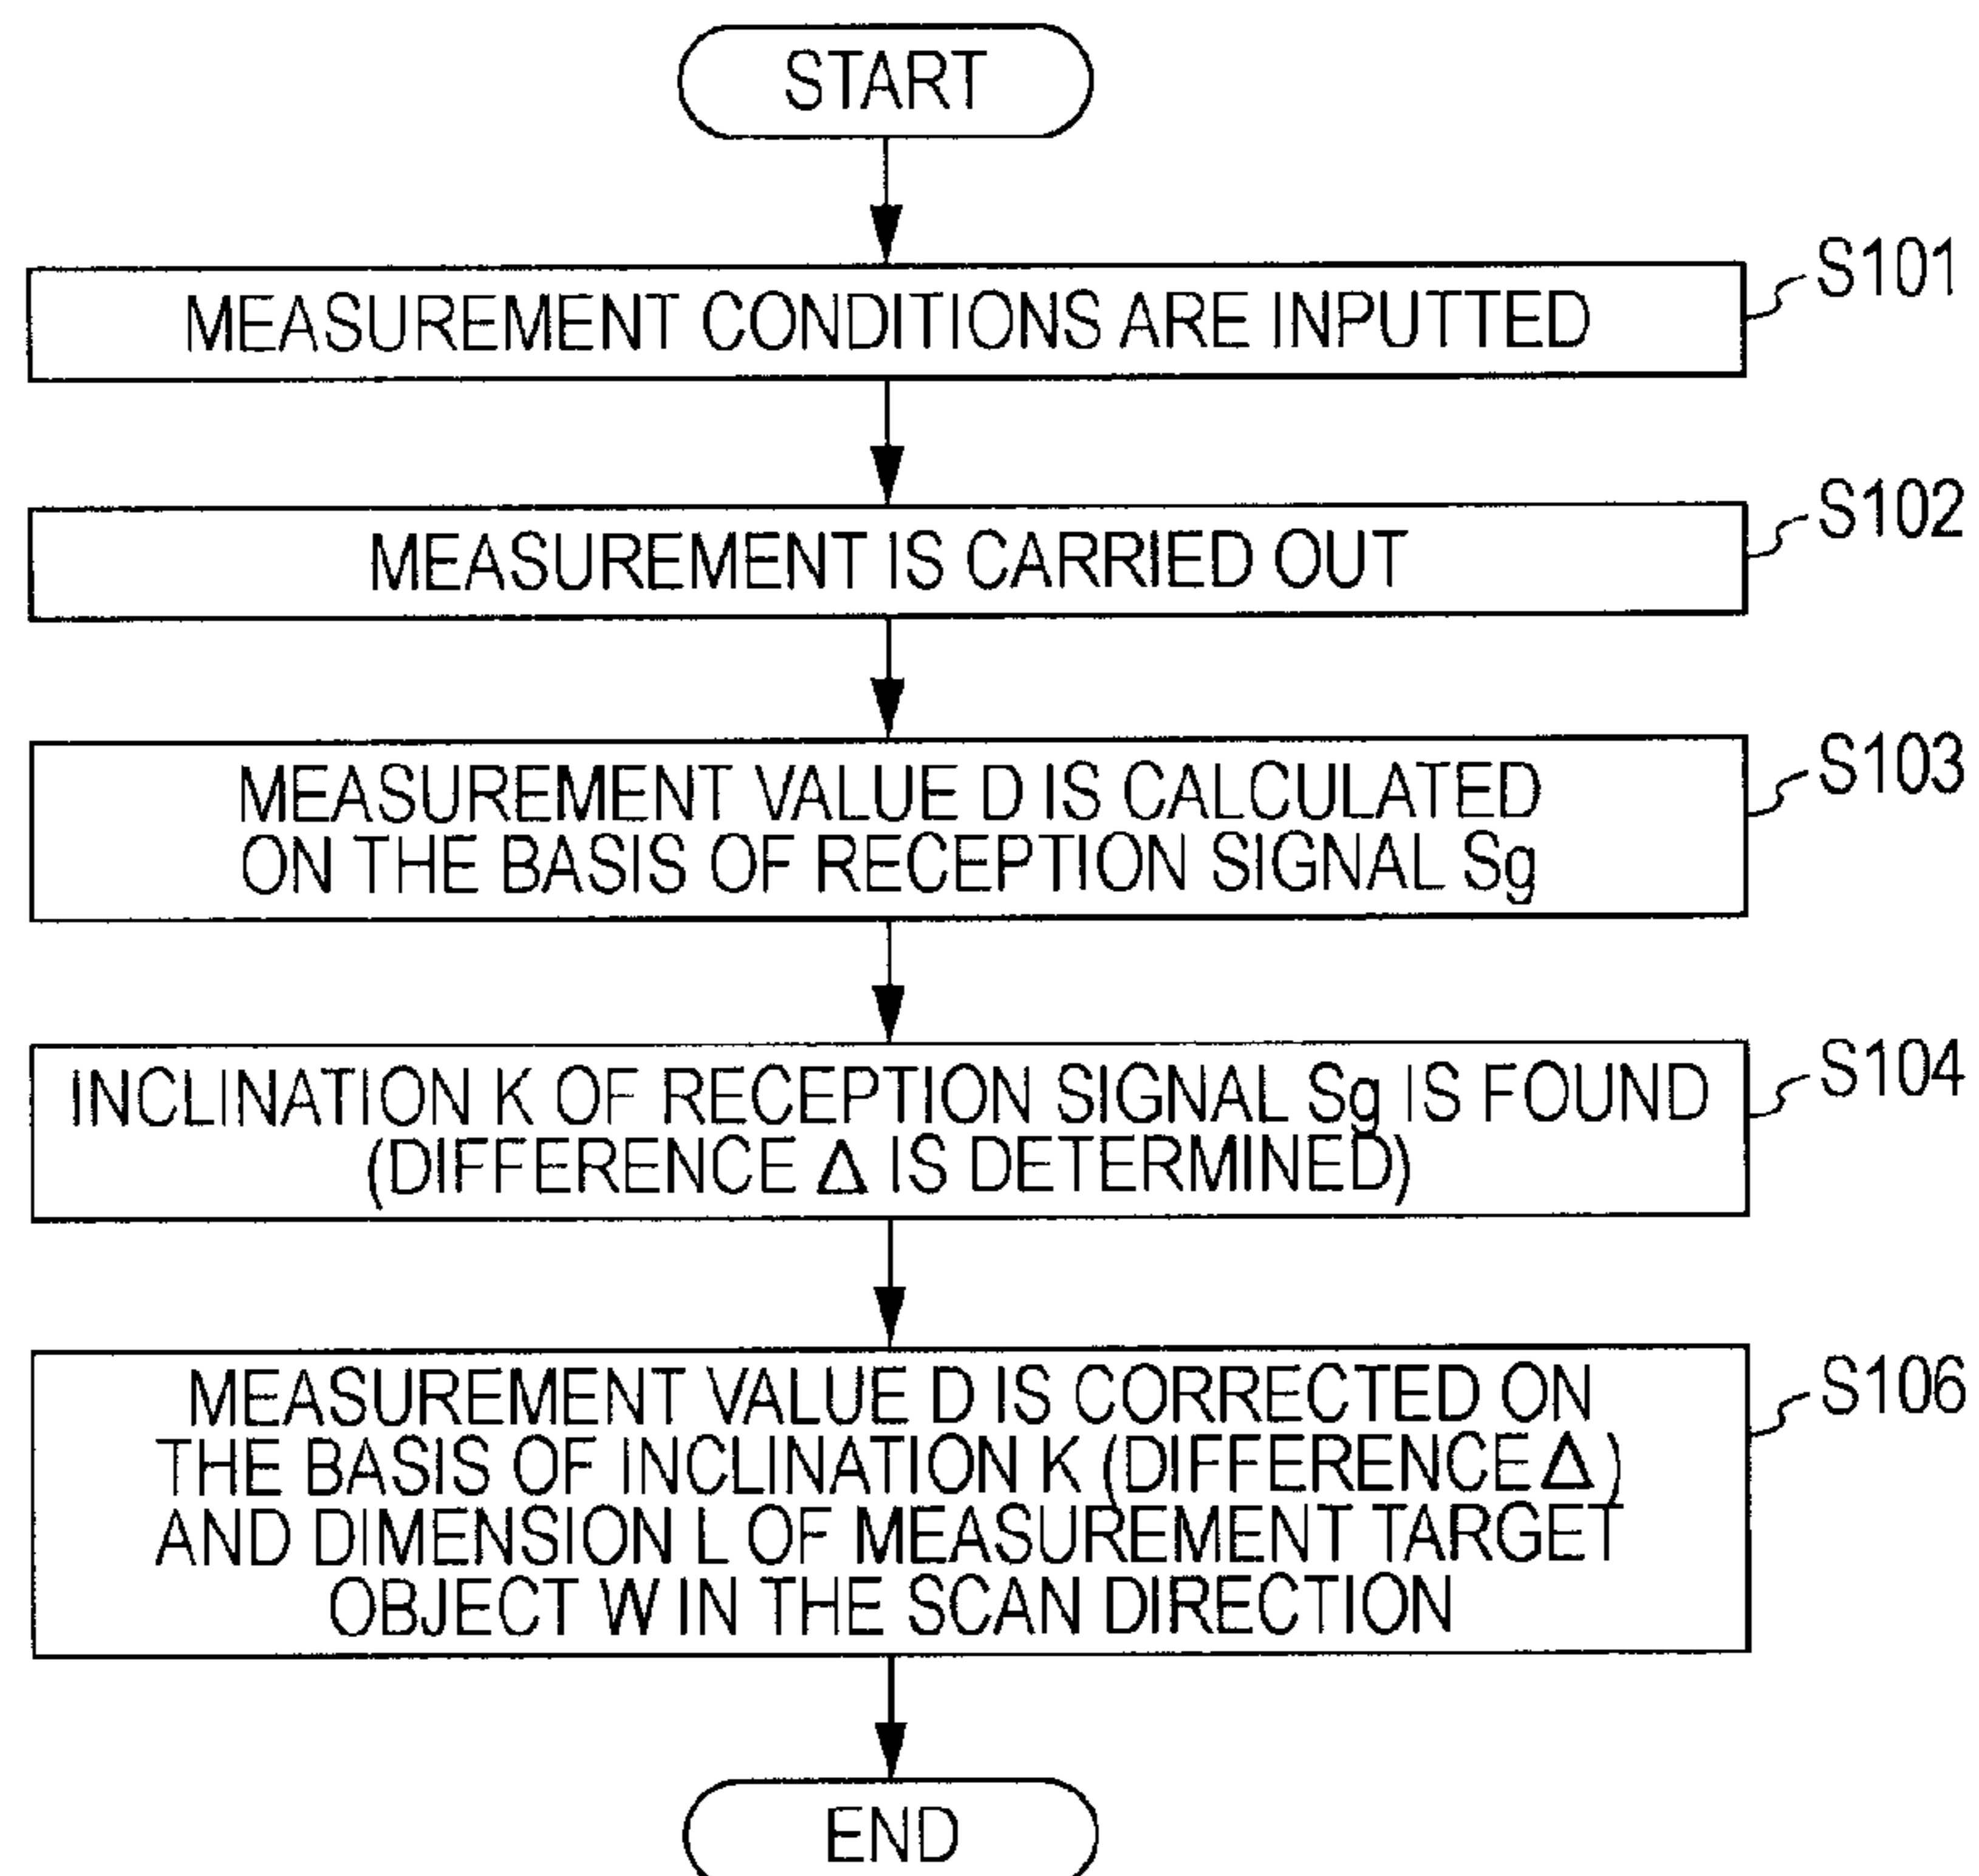 START
S101
MEASUREMENT CONDITIONS ARE INPUTTED
S102
MEASUREMENT IS CARRIED OUT
S103
MEASUREMENT VALUE D IS CALCULATED
ON THE BASIS OF RECEPTION SIGNAL Sg
S104
INCLINATION K OF RECEPTION SIGNAL Sg IS FOUND
(DIFFERENCE Δ IS DETERMINED)
S106
MEASUREMENT VALUE D IS CORRECTED ON
THE BASIS OF INCLINATION K (DIFFERENCE Δ)
AND DIMENSION L OF MEASUREMENT TARGET
OBJECT W IN THE SCAN DIRECTION
END